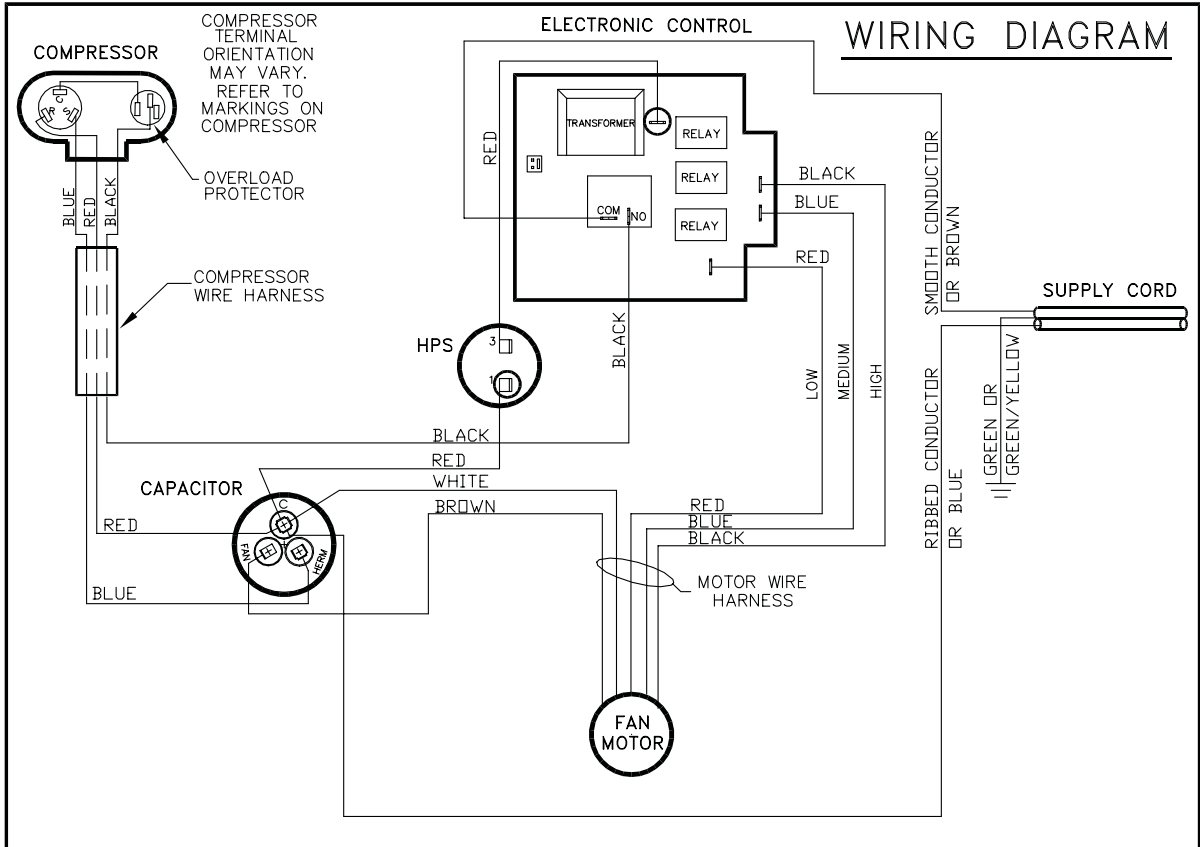 WIRING DIAGRAM
COMPRESSOR
TERMINAL
ORIENTATION
MAY VARY.
REFER TO
MARKINGS ON
COMPRESSOR
COMPRESSOR
C
R
S
OVERLOAD
PROTECTOR
BLUE
RED
BLACK
COMPRESSOR
WIRE HARNESS
ELECTRONIC CONTROL
RED
TRANSFORMER
RELAY
RELAY
RELAY
COM
NO
BLACK
BLUE
RED
BLACK
LOW
MEDIUM
HIGH
SMOOTH CONDUCTOR
OR BROWN
SUPPLY CORD
RIBBED CONDUCTOR
OR BLUE
GREEN OR
GREEN/YELLOW
HPS
3
1
BLACK
RED
WHITE
BROWN
CAPACITOR
C
FAN
HERM
RED
BLUE
RED
BLUE
BLACK
MOTOR WIRE
HARNESS
FAN
MOTOR